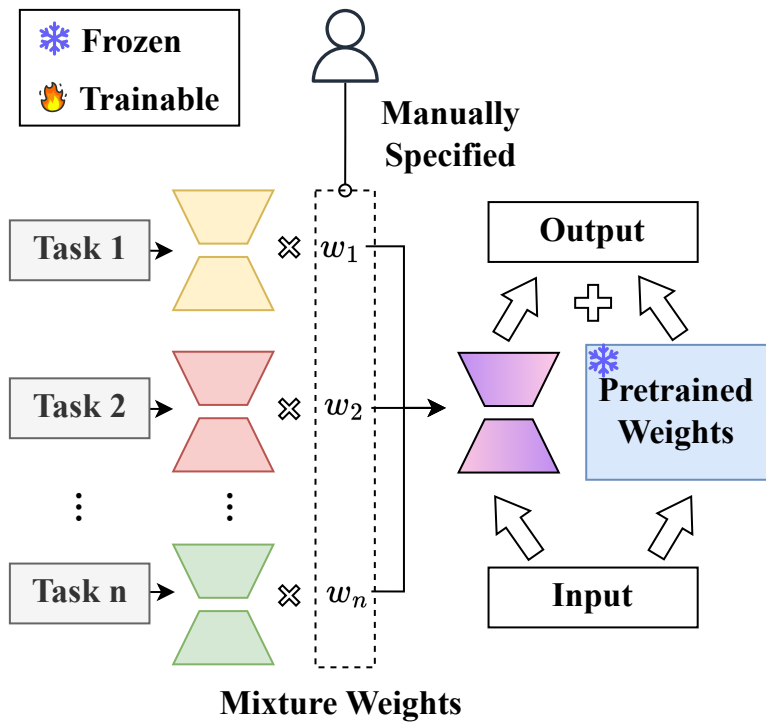 Frozen
Trainable
Manually
Specified
Task 1
w1
Output
Task 2
w2
Pretrained
Weights
⋮
⋮
Task n
wn
Input
Mixture Weights